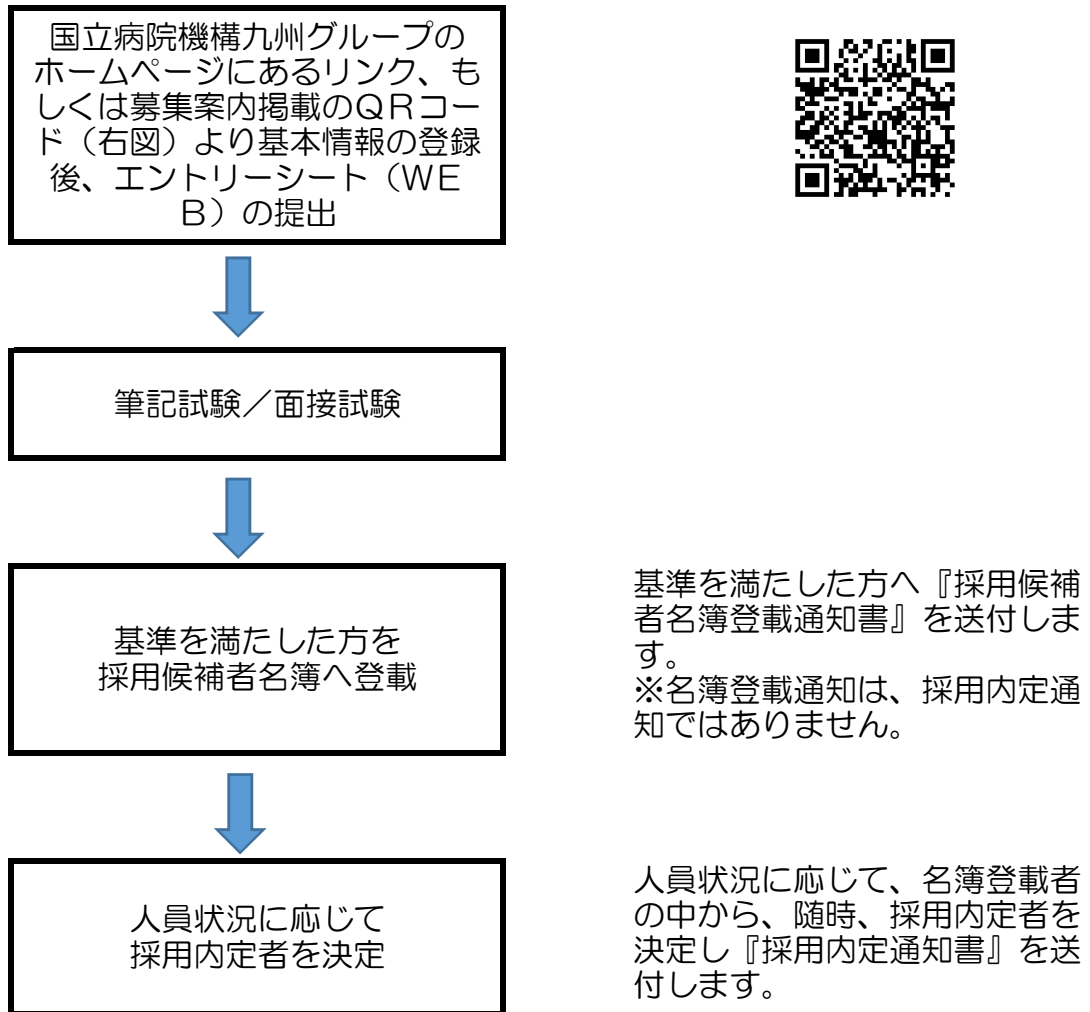 国立病院機構九州グループの
ホームページにあるリンク、も
しくは募集案内掲載のQRコー
ド（右図）より基本情報の登録
後、エントリーシート（WE
B）の提出
筆記試験／面接試験
基準を満たした方を
採用候補者名簿へ登載
基準を満たした方へ『採用候補
者名簿登載通知書』を送付しま
す。
※名簿登載通知は、採用内定通
知ではありません。
人員状況に応じて
採用内定者を決定
人員状況に応じて、名簿登載者
の中から、随時、採用内定者を
決定し『採用内定通知書』を送
付します。